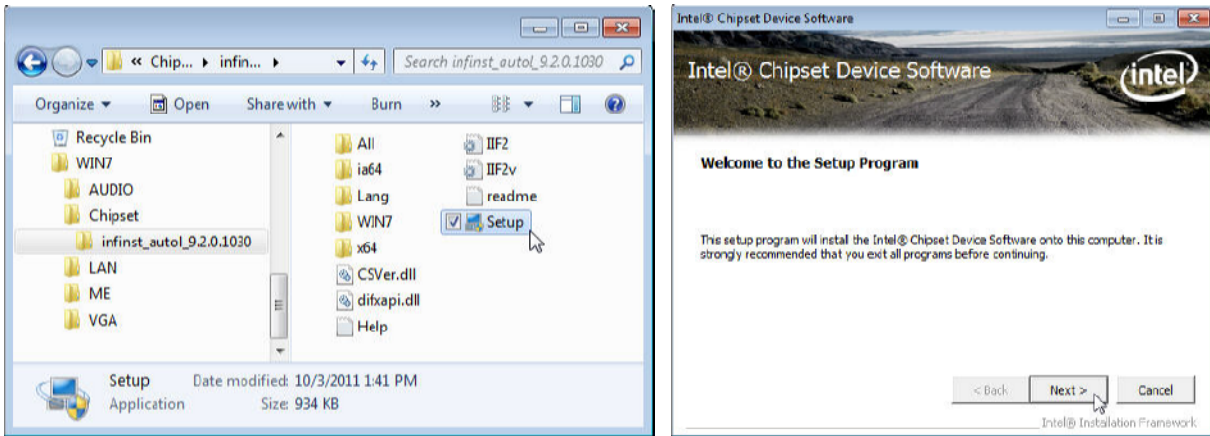 « Chip... ▸ infin... ▸
Search infinst_autol_9.2.0.1030
Organize
Open
Share with
Burn
»
Recycle Bin
WIN7
AUDIO
Chipset
infinst_autol_9.2.0.1030
LAN
ME
VGA
All
ia64
Lang
WIN7
x64
CSVer.dll
difxapi.dll
Help
IIF2
IIF2v
readme
Setup
Setup Date modified: 10/3/2011 1:41 PM
Application Size: 934 KB
Intel® Chipset Device Software
Intel® Chipset Device Software
intel
Welcome to the Setup Program
This setup program will install the Intel® Chipset Device Software onto this computer. It is
strongly recommended that you exit all programs before continuing.
< Back
Next >
Cancel
Intel® Installation Framework